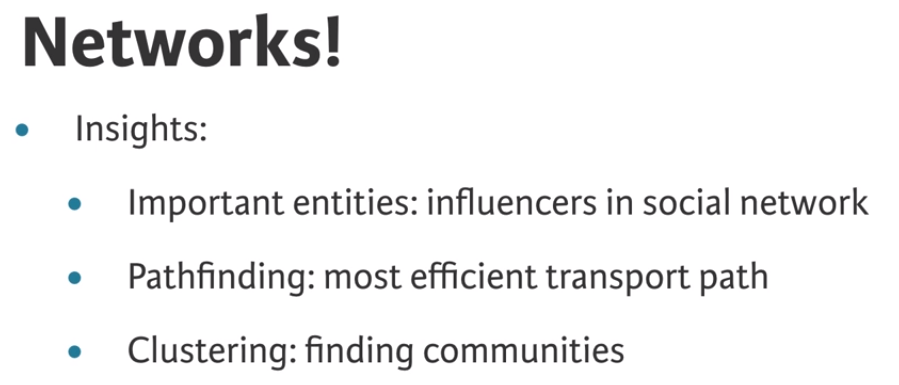 Networks!
• Insights:
• Important entities: influencers in social network
• Pathfinding: most efficient transport path
• Clustering: finding communities